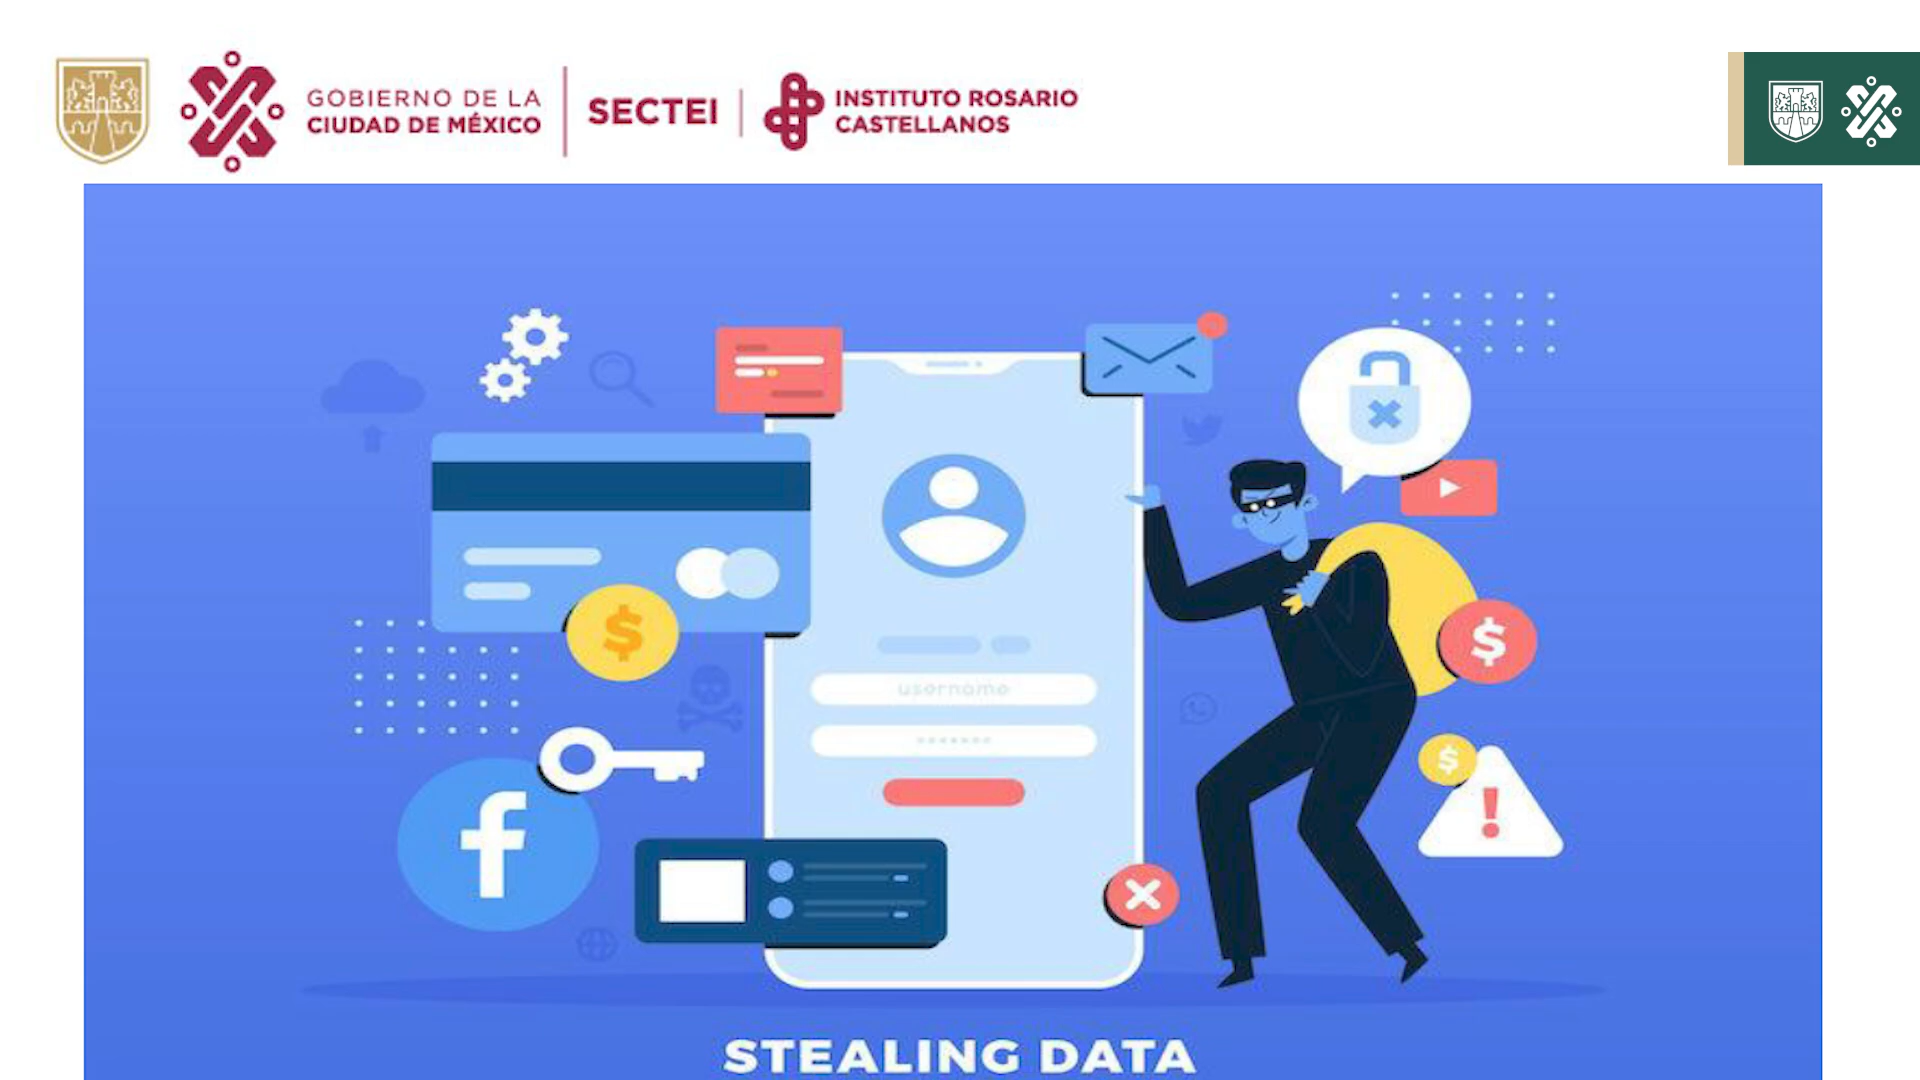 GOBIERNO DE LA
CIUDAD DE MÉXICO
SECTEI
INSTITUTO ROSARIO
CASTELLANOS
username
STEALING DATA